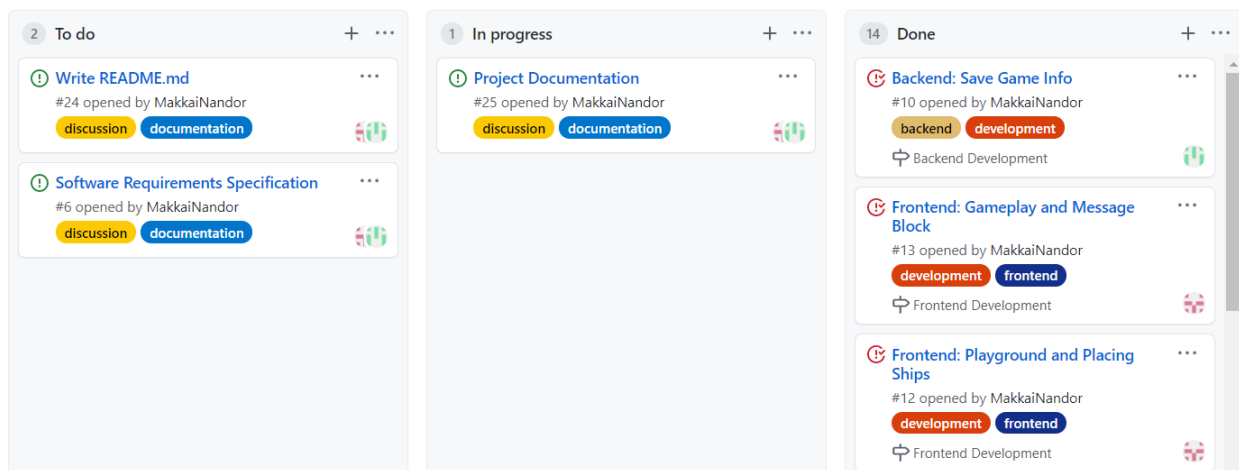 2 To do
Write README.md
#24 opened by MakkaiNandor
discussion documentation
Software Requirements Specification
#6 opened by MakkaiNandor
discussion documentation
1 In progress
Project Documentation
#25 opened by MakkaiNandor
discussion documentation
14 Done
Backend: Save Game Info
#10 opened by MakkaiNandor
backend development
Backend Development
Frontend: Gameplay and Message
Block
#13 opened by MakkaiNandor
development frontend
Frontend Development
Frontend: Playground and Placing
Ships
#12 opened by MakkaiNandor
development frontend
Frontend Development